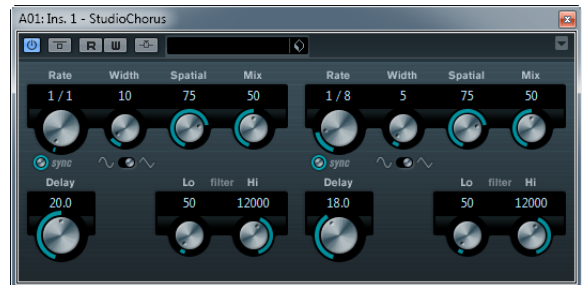 A01: Ins. 1 - StudioChorus
R W
Rate Width Spatial Mix Rate Width Spatial Mix
1 / 1 10 75 50 1 / 8 5 75 50
sync sync
Delay Lo filter Hi Delay Lo filter Hi
20.0 50 12000 18.0 50 12000